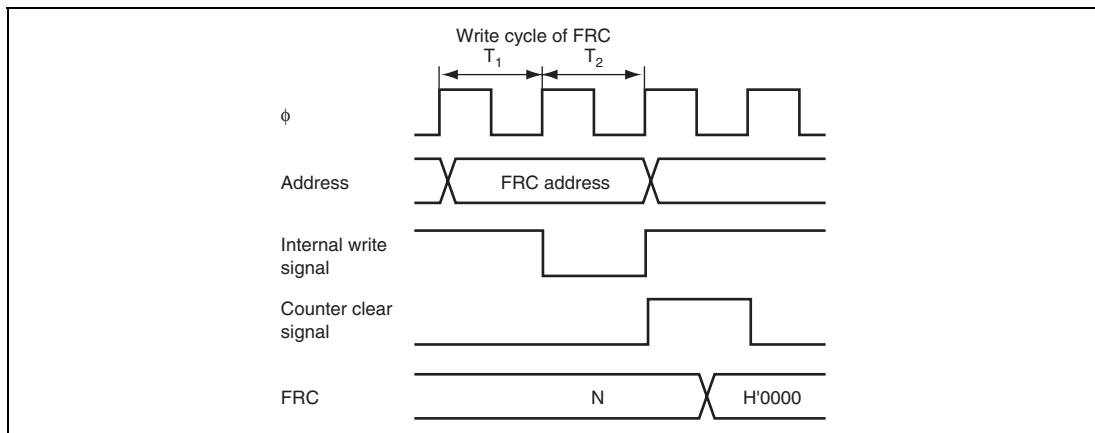 Write cycle of FRC
T1 T2
ϕ
Address
FRC address
Internal write
signal
Counter clear
signal
FRC
N
H'0000